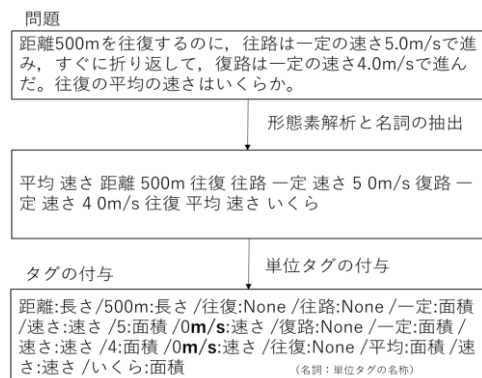 問題
距離500mを往復するのに，往路は一定の速さ5.0m/sで進
み，すぐに折り返して，復路は一定の速さ4.0m/sで進ん
だ。往復の平均の速さはいくらか。
形態素解析と名詞の抽出
平均 速さ 距離 500m 往復 往路 一定 速さ 5 0m/s 復路 一
定 速さ 4 0m/s 往復 平均 速さ いくら
タグの付与
単位タグの付与
距離:長さ/500m:長さ /往復:None /往路:None /一定:面積
/速さ:速さ /5:面積 /0m/s:速さ /復路:None /一定:面積 /
速さ:速さ /4:面積 /0m/s:速さ /往復:None /平均:面積 /速
さ:速さ /いくら:面積
（名詞：単位タグの名称）